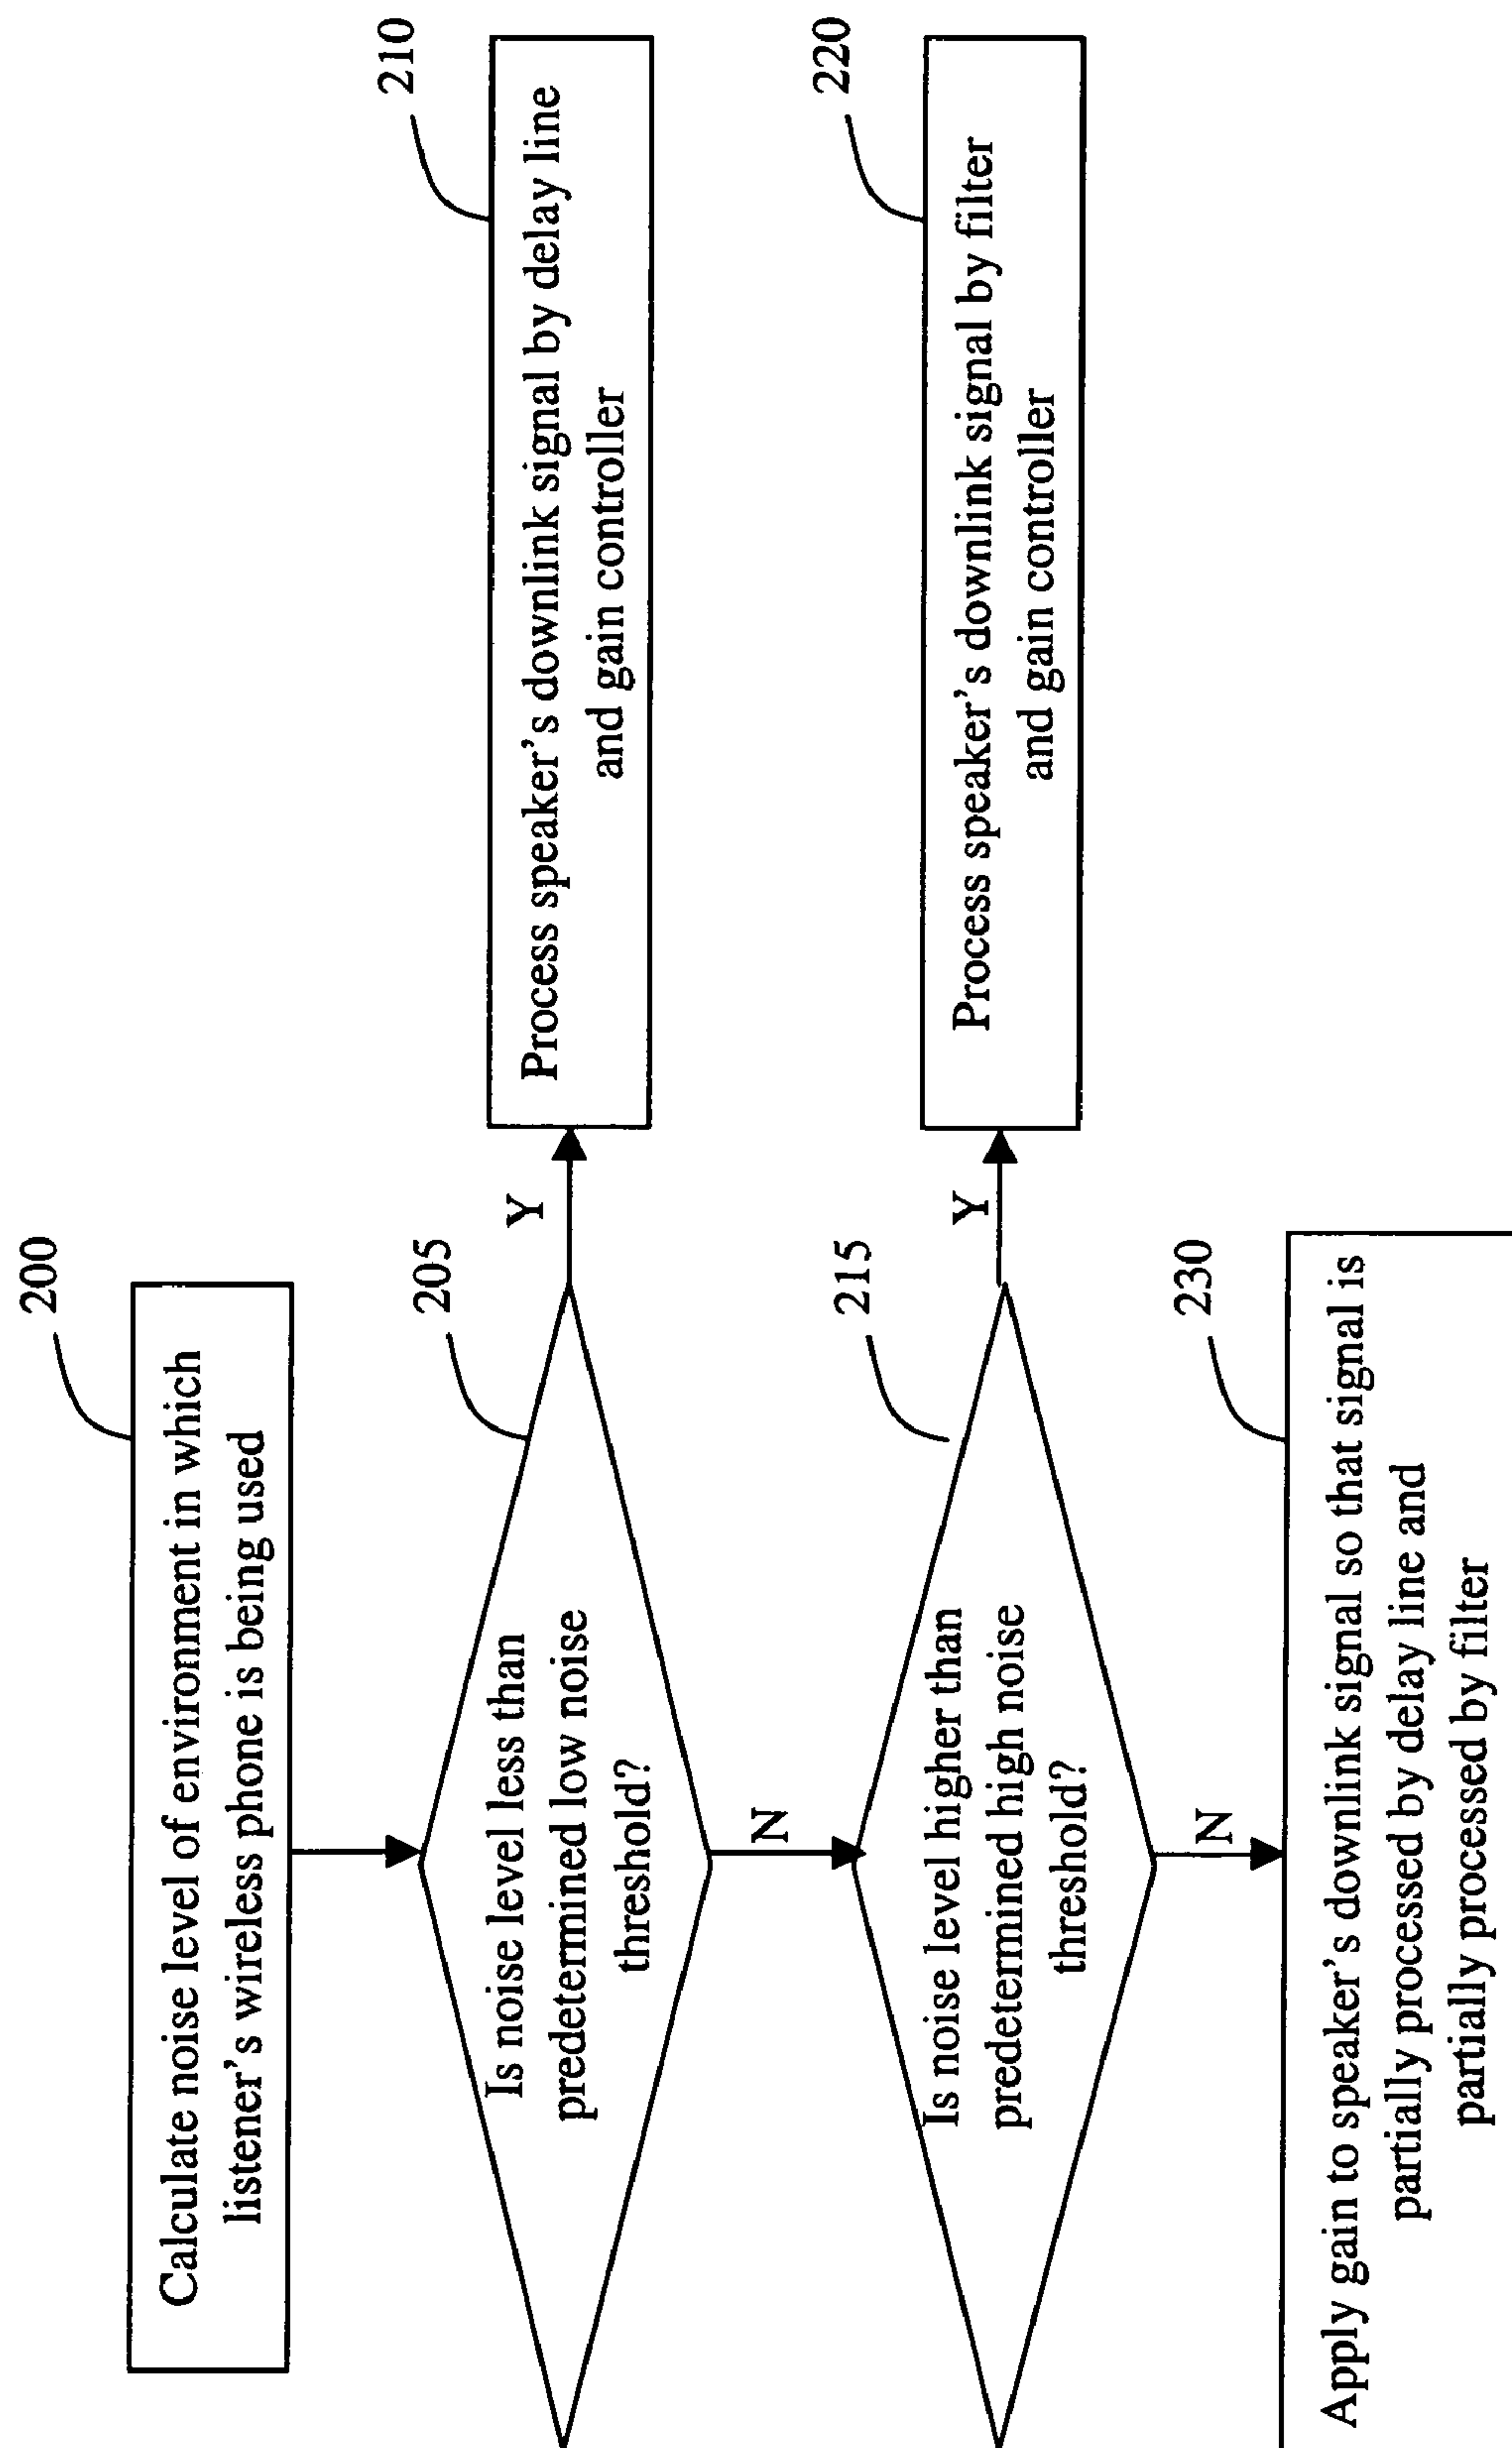 200
Calculate noise level of environment in which
listener's wireless phone is being used
205
Is noise level less than
predetermined low noise
threshold?
Y
210
Process speaker's downlink signal by delay line
and gain controller
N
215
Is noise level higher than
predetermined high noise
threshold?
Y
220
Process speaker's downlink signal by filter
and gain controller
N
230
Apply gain to speaker's downlink signal so that signal is
partially processed by delay line and
partially processed by filter